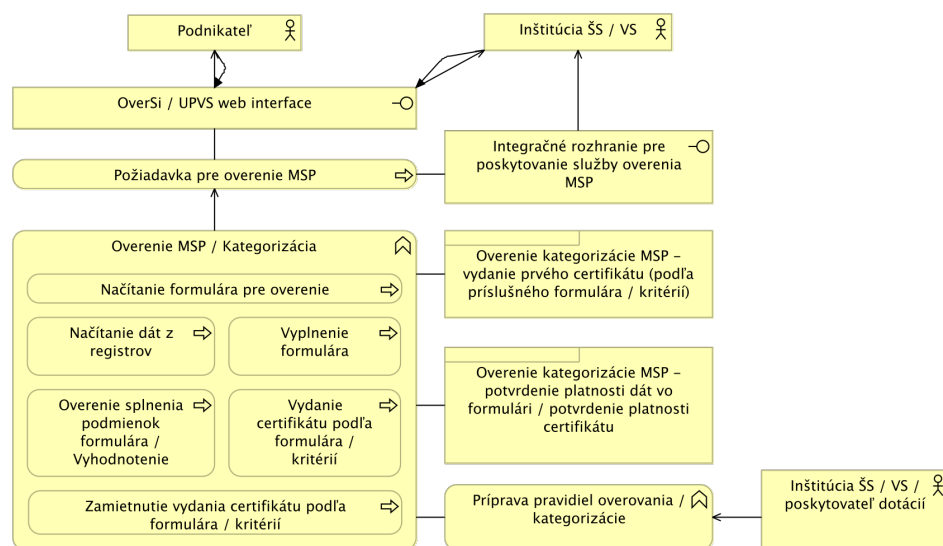 Podnikateľ
Inštitúcia ŠS / VS
OverSi / UPVS web interface
Integračné rozhranie pre
poskytovanie služby overenia
MSP
Požiadavka pre overenie MSP
Overenie MSP / Kategorizácia
Načítanie formulára pre overenie
Načítanie dát z
registrov
Vyplnenie
formulára
Overenie splnenia
podmienok
formulára /
Vyhodnotenie
Vydanie
certifikátu podľa
formulára /
kritérií
Zamietnutie vydania certifikátu podľa
formulára / kritérií
Overenie kategorizácie MSP –
vydanie prvého certifikátu (podľa
príslušného formulára / kritérií)
Overenie kategorizácie MSP –
potvrdenie platnosti dát vo
formulári / potvrdenie platnosti
certifikátu
Príprava pravidiel overovania /
kategorizácie
Inštitúcia ŠS / VS /
poskytovateľ dotácií